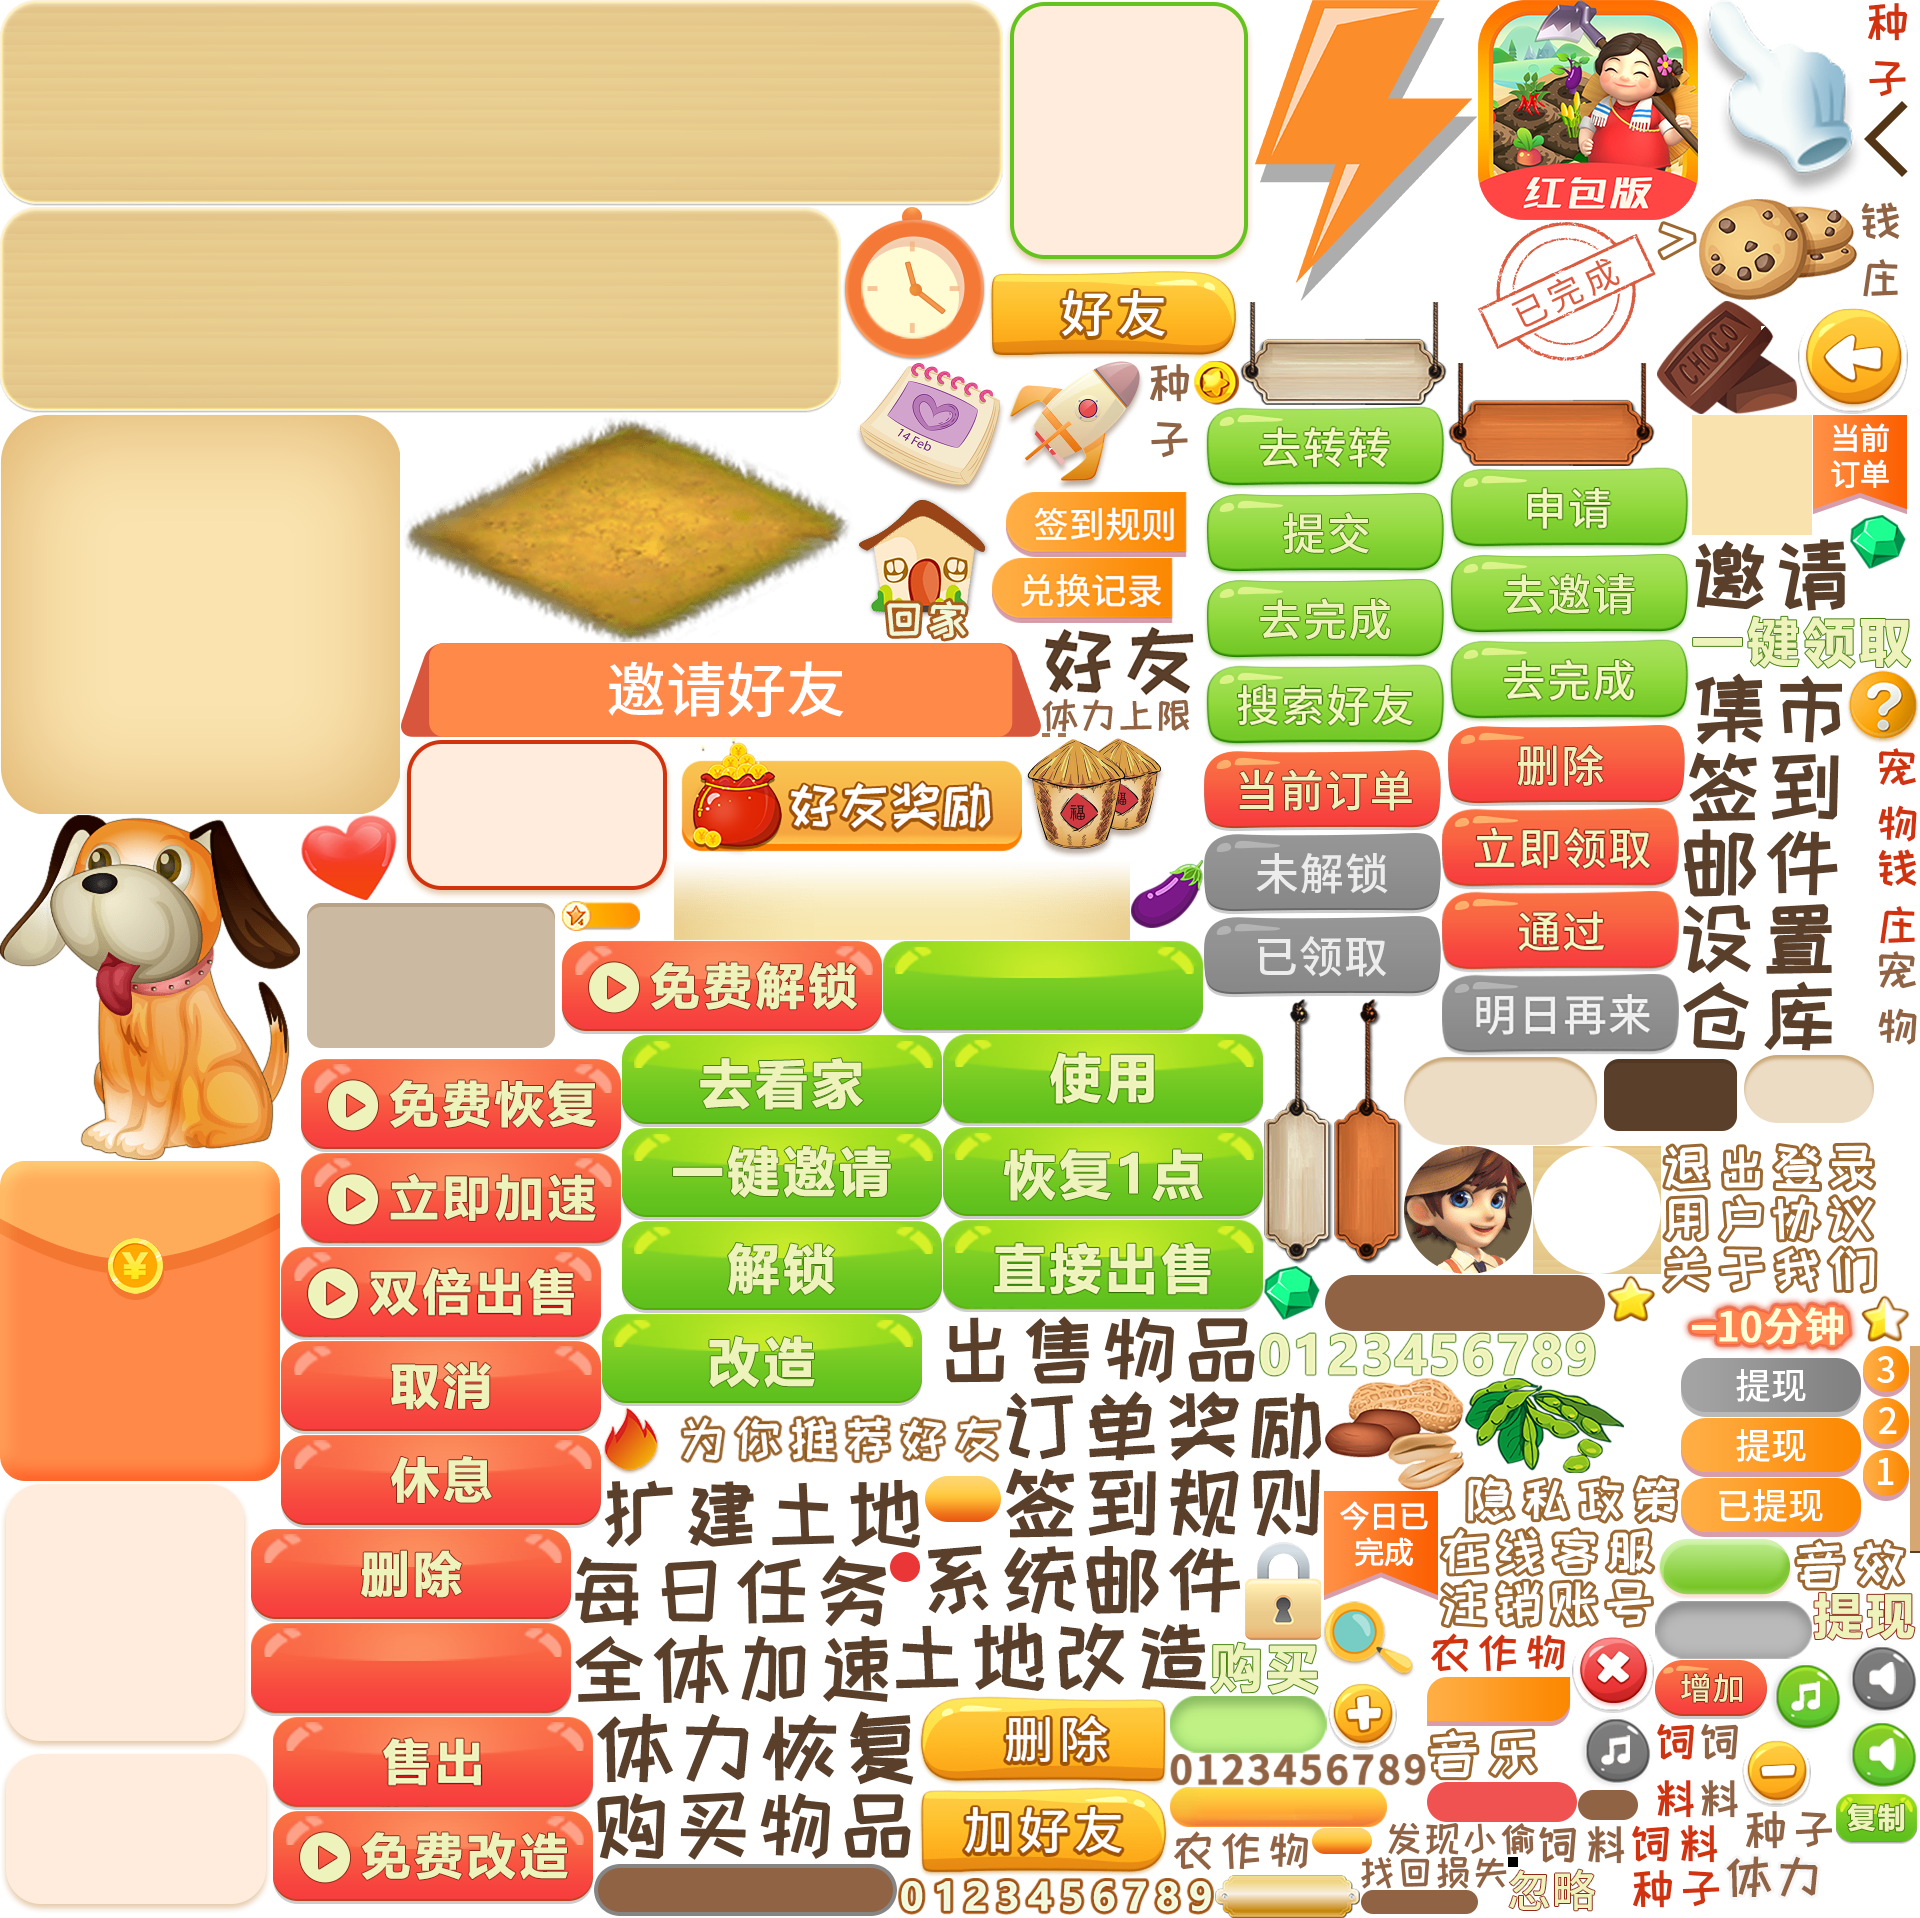 种
子
红包版
已完成
>
钱
庄
好友
CHOCO
14 Feb
种
子
去转转
当前
订单
申请
签到规则
提交
邀请
兑换记录
去邀请
去完成
回家
一键领取
好友
体力上限
邀请好友
去完成
搜索好友
集市
删除
宠
物
好友奖励
福
福
当前订单
签到
立即领取
钱
庄
未解锁
邮件
通过
设置
宠
物
已领取
免费解锁
明日再来
仓库
免费恢复
去看家
使用
一键邀请
恢复1点
立即加速
解锁
直接出售
退出登录
用户协议
关于我们
¥
双倍出售
-10分钟
取消
改造
出售物品
0123456789
提现
3
2
1
为你推荐好友
订单奖励
提现
休息
扩建土地
签到规则
隐私政策
已提现
今日已
完成
在线客服
音效
删除
每日任务
系统邮件
注销账号
提现
全体加速
土地改造
购买
农作物
增加
售出
体力恢复
删除
音乐
饲
料
饲
料
0123456789
免费改造
购买物品
加好友
农作物
发现小偷
饲料
饲料
种子
复制
找回损失
忽略
种子
体力
0123456789